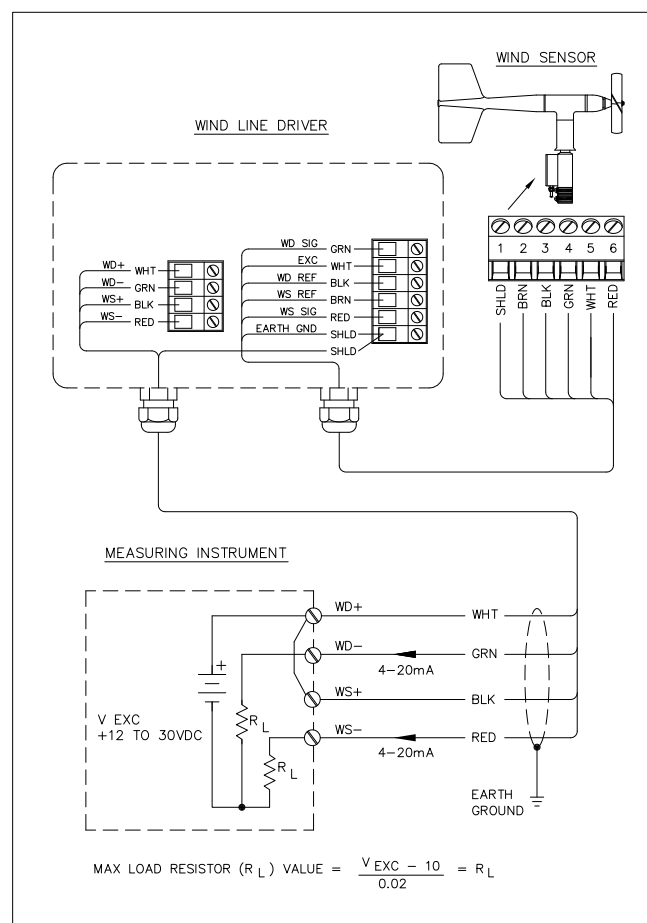 WIND SENSOR
WIND LINE DRIVER
WD+ WHT
WD- GRN
WS+ BLK
WS- RED
WD SIG GRN
EXC WHT
WD REF BLK
WS REF BRN
WS SIG RED
EARTH GND SHLD
SHLD
1 2 3 4 5 6
SHLD BRN BLK GRN WHT RED
MEASURING INSTRUMENT
WD+ WHT
+
WD- GRN
4-20mA
V EXC
+12 TO 30VDC
RL
WS+ BLK
WS- RED
4-20mA
RL
EARTH
GROUND
MAX LOAD RESISTOR (RL) VALUE = V EXC - 10 = RL
0.02